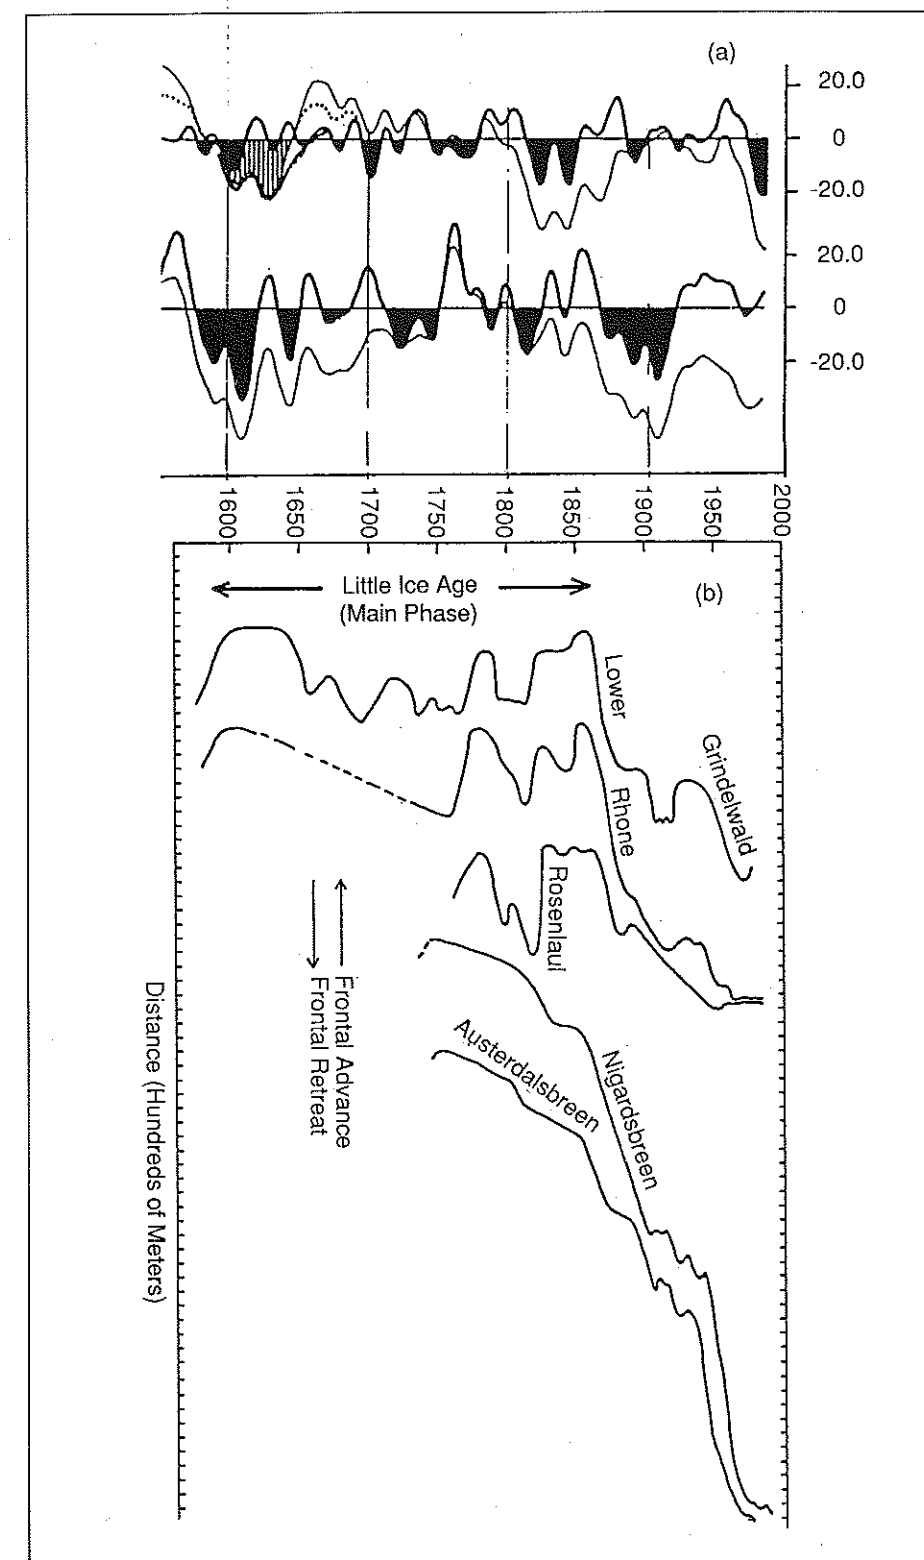 (a)
20.0
0
-20.0
20.0
0
-20.0
1600
1650
1700
1750
1800
1850
1900
1950
2000
Little Ice Age
(Main Phase)
(b)
Lower
Grindelwald
Rhone
Rosenlaui
Nigardsbreen
Austerdalsbreen
Frontal Advance
Frontal Retreat
Distance (Hundreds of Meters)